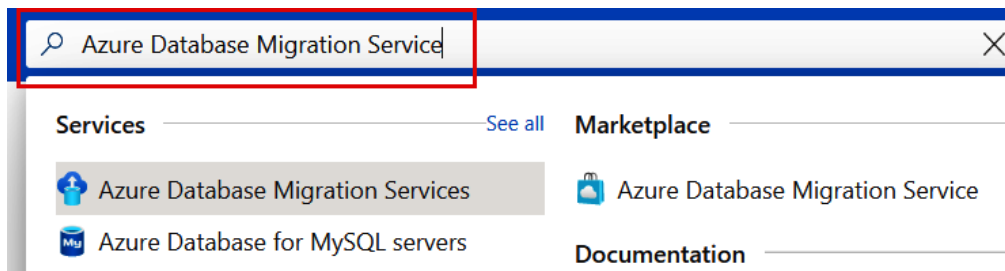 Azure Database Migration Service
Services
See all
Azure Database Migration Services
My
Azure Database for MySQL servers
Marketplace
Azure Database Migration Service
Documentation